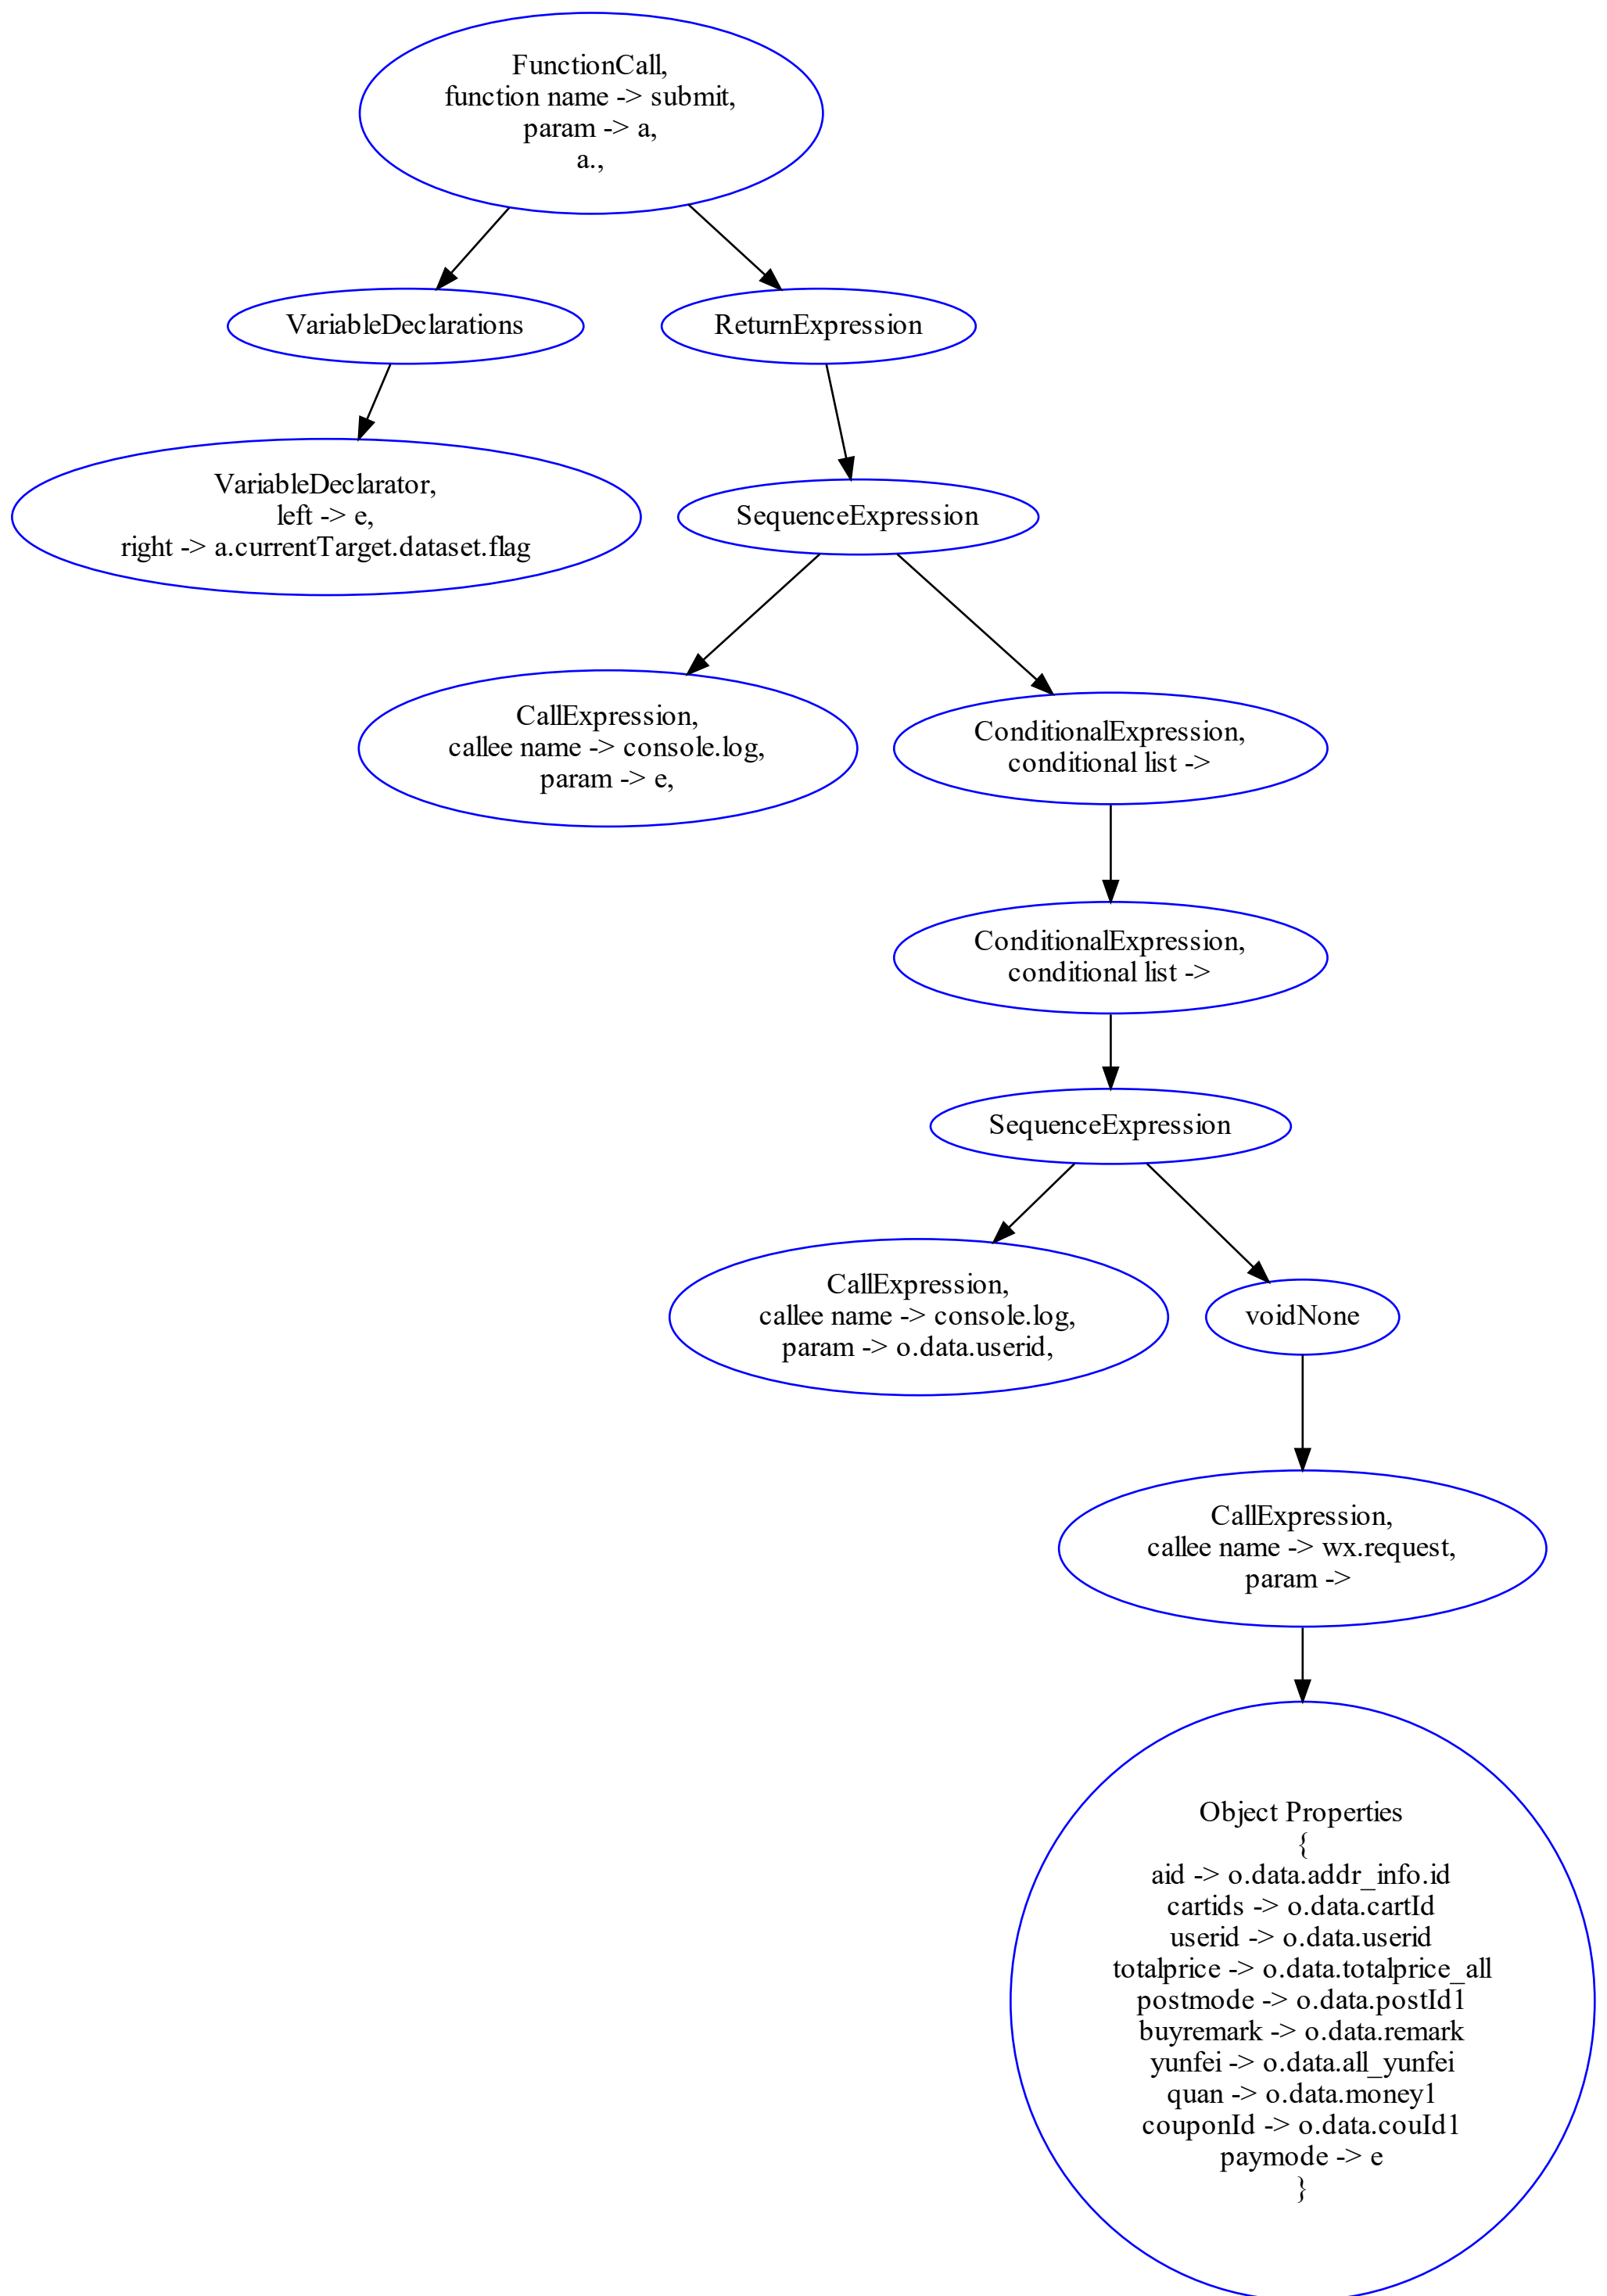 FunctionCall,
function name -> submit,
param -> a,
a.,
VariableDeclarations
ReturnExpression
VariableDeclarator,
left -> e,
right -> a.currentTarget.dataset.flag
SequenceExpression
CallExpression,
callee name -> console.log,
param -> e,
ConditionalExpression,
conditional list ->
ConditionalExpression,
conditional list ->
SequenceExpression
CallExpression,
callee name -> console.log,
param -> o.data.userid,
voidNone
CallExpression,
callee name -> wx.request,
param ->
Object Properties
{
aid -> o.data.addr_info.id
cartids -> o.data.cartId
userid -> o.data.userid
totalprice -> o.data.totalprice_all
postmode -> o.data.postId1
buyremark -> o.data.remark
yunfei -> o.data.all_yunfei
quan -> o.data.money1
couponId -> o.data.couId1
paymode -> e
}